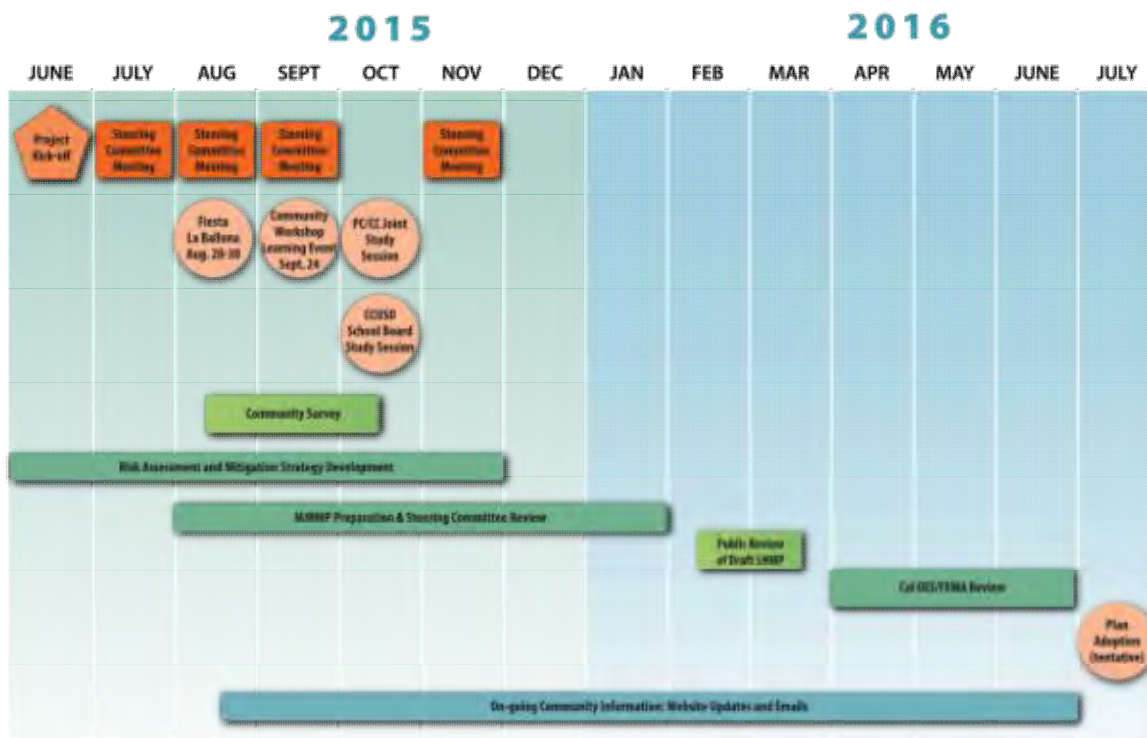 2015
2016
JUNE JULY AUG SEPT OCT NOV DEC JAN FEB MAR APR MAY JUNE JULY
Project
Kick-off
Steering
Committee
Meeting
Steering
Committee
Meeting
Steering
Committee
Meeting
Steering
Committee
Meeting
Fiesta
La Ballona
Aug. 28-30
Community
Workshop
Learning Event
Sept. 24
PC/CC Joint
Study
Session
CCUSD
School Board
Study Session
Community Survey
Risk Assessment and Mitigation Strategy Development
Preparation & Steering Committee Review
Public Review
of Draft LHMP
Cal OES/FEMA Review
Plan
Adoption
(tentative)
On-going Community Information: Website Updates and Emails